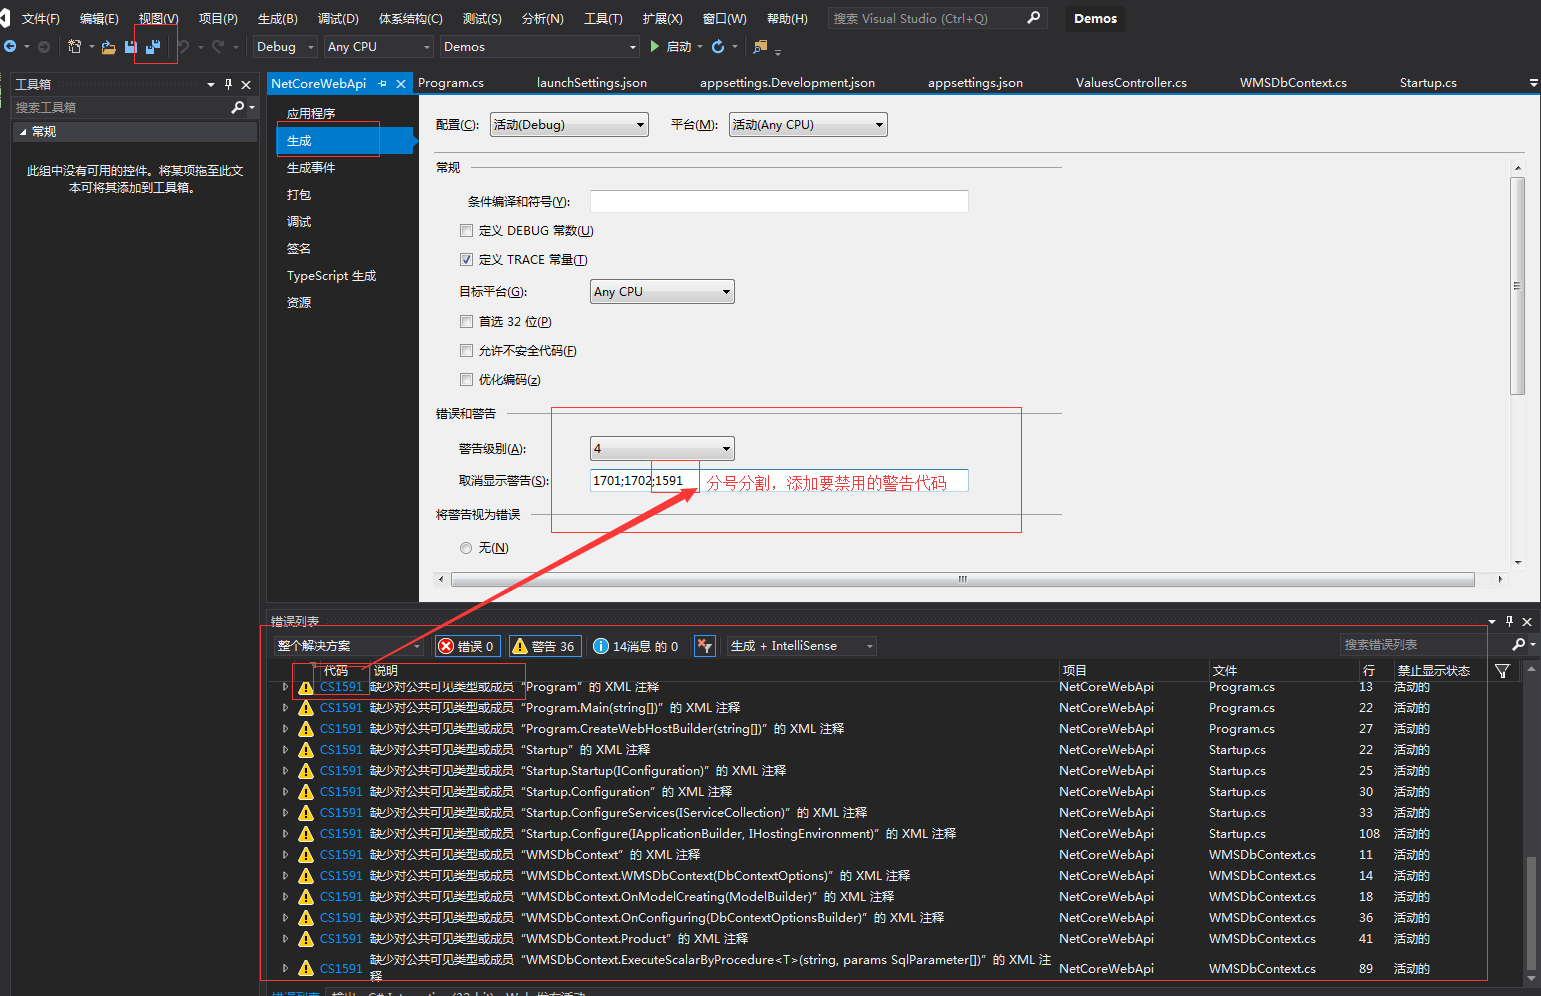 文件(F) 编辑(E) 视图(V) 项目(P) 生成(B) 调试(D) 体系结构(C) 测试(S) 分析(N) 工具(T) 扩展(X) 窗口(W) 帮助(H) 搜索 Visual Studio (Ctrl+Q) Demos
Debug Any CPU Demos 启动
工具箱
搜索工具箱
常规
此组中没有可用的控件。将某项拖至此文
本可将其添加到工具箱。
NetCoreWebApi Program.cs launchSettings.json appsettings.Development.json appsettings.json ValuesController.cs WMSDbContext.cs Startup.cs
应用程序
生成
生成事件
打包
调试
签名
TypeScript 生成
资源
配置(C): 活动(Debug) 平台(M): 活动(Any CPU)
常规
条件编译和符号(Y):
定义 DEBUG 常数(U)
定义 TRACE 常量(T)
目标平台(G): Any CPU
首选 32 位(P)
允许不安全代码(F)
优化编码(z)
错误和警告
警告级别(A): 4
取消显示警告(S): 1701;1702;1591 分号分割，添加要禁用的警告代码
将警告视为错误
无(N)
错误列表
整个解决方案 错误 0 警告 36 14消息 的 0 生成 + IntelliSense 搜索错误列表
代码 说明 项目 文件 行 禁止显示状态
CS1591 缺少对公共可见类型或成员“Program”的 XML 注释 NetCoreWebApi Program.cs 13 活动的
CS1591 缺少对公共可见类型或成员“Program.Main(string[])”的 XML 注释 NetCoreWebApi Program.cs 22 活动的
CS1591 缺少对公共可见类型或成员“Program.CreateWebHostBuilder(string[])”的 XML 注释 NetCoreWebApi Program.cs 27 活动的
CS1591 缺少对公共可见类型或成员“Startup”的 XML 注释 NetCoreWebApi Startup.cs 22 活动的
CS1591 缺少对公共可见类型或成员“Startup.Startup(IConfiguration)”的 XML 注释 NetCoreWebApi Startup.cs 25 活动的
CS1591 缺少对公共可见类型或成员“Startup.Configuration”的 XML 注释 NetCoreWebApi Startup.cs 30 活动的
CS1591 缺少对公共可见类型或成员“Startup.ConfigureServices(IServiceCollection)”的 XML 注释 NetCoreWebApi Startup.cs 33 活动的
CS1591 缺少对公共可见类型或成员“Startup.Configure(IApplicationBuilder, IHostingEnvironment)”的 XML 注释 NetCoreWebApi Startup.cs 108 活动的
CS1591 缺少对公共可见类型或成员“WMSDbContext”的 XML 注释 NetCoreWebApi WMSDbContext.cs 11 活动的
CS1591 缺少对公共可见类型或成员“WMSDbContext.WMSDbContext(DbContextOptions)”的 XML 注释 NetCoreWebApi WMSDbContext.cs 14 活动的
CS1591 缺少对公共可见类型或成员“WMSDbContext.OnModelCreating(ModelBuilder)”的 XML 注释 NetCoreWebApi WMSDbContext.cs 18 活动的
CS1591 缺少对公共可见类型或成员“WMSDbContext.OnConfiguring(DbContextOptionsBuilder)”的 XML 注释 NetCoreWebApi WMSDbContext.cs 36 活动的
CS1591 缺少对公共可见类型或成员“WMSDbContext.Product”的 XML 注释 NetCoreWebApi WMSDbContext.cs 41 活动的
CS1591 缺少对公共可见类型或成员“WMSDbContext.ExecuteScalarByProcedure<T>(string, params SqlParameter[])”的 XML 注
释 NetCoreWebApi WMSDbContext.cs 89 活动的